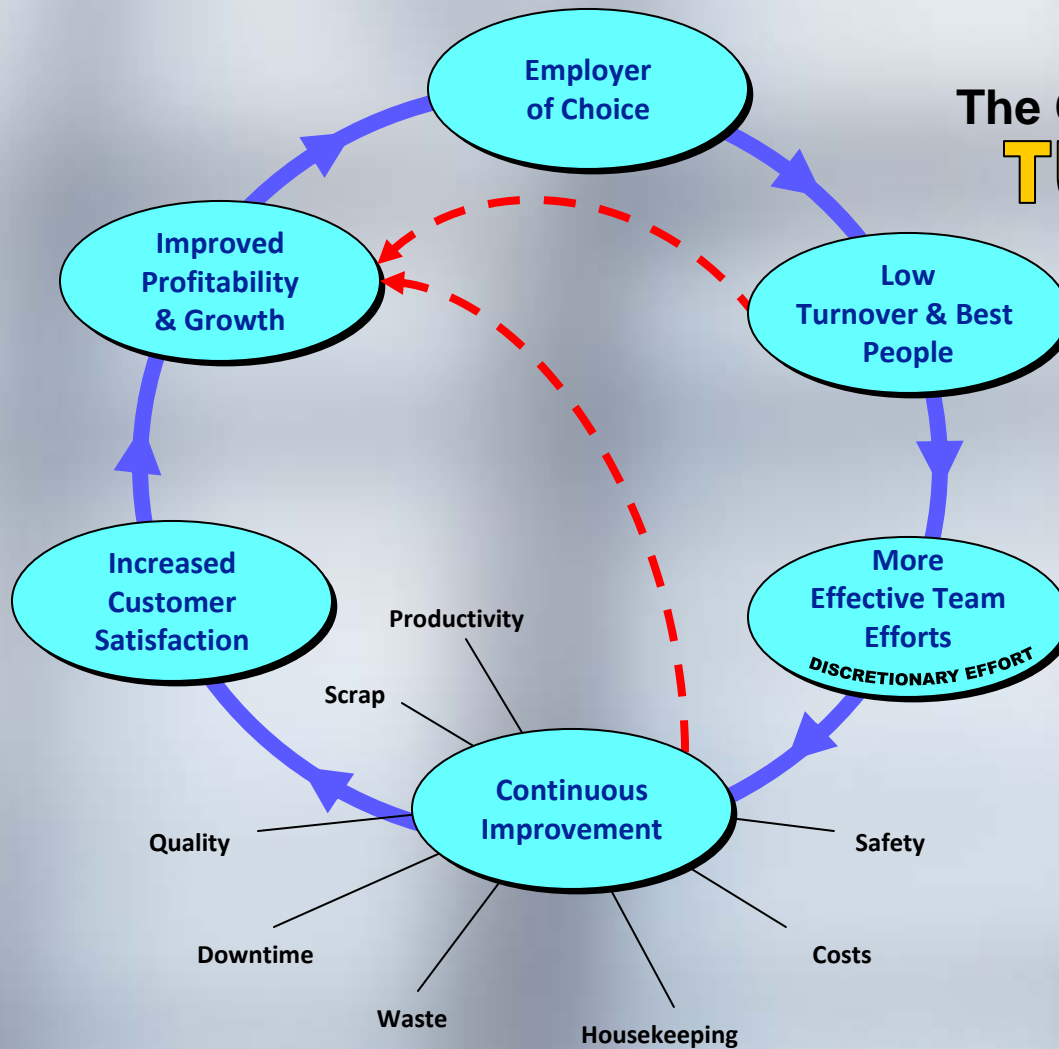 Employer
of Choice
The
Improved
Profitability
& Growth
Low
Turnover & Best
People
Increased
Customer
Satisfaction
More
Effective Team
Efforts
DISCRETIONARY EFFORT
Productivity
Scrap
Continuous
Improvement
Quality
Safety
Downtime
Costs
Waste
Housekeeping